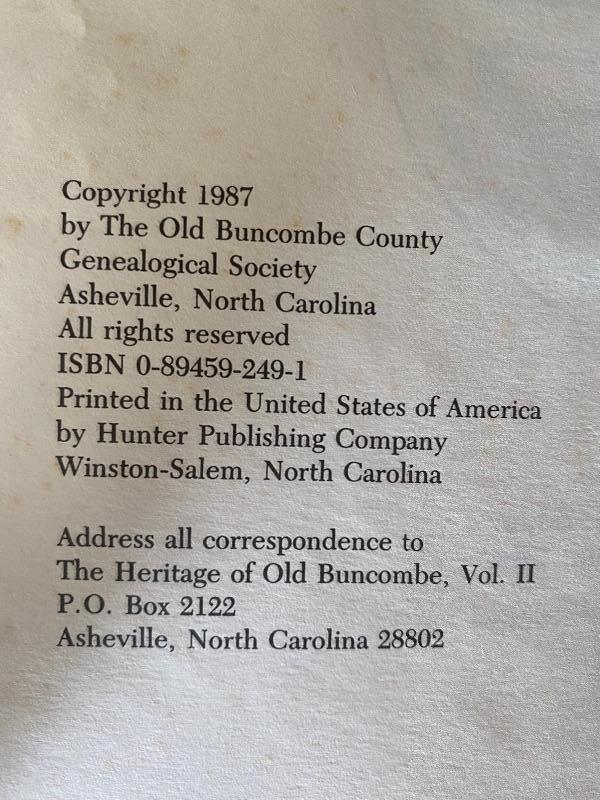 Copyright 1987
by The Old Buncombe County
Genealogical Society
Asheville, North Carolina
All rights reserved
ISBN 0-89459-249-1
Printed in the United States of America
by Hunter Publishing Company
Winston-Salem, North Carolina
Address all correspondence to
The Heritage of Old Buncombe, Vol. II
P.O. Box 2122
Asheville, North Carolina 28802